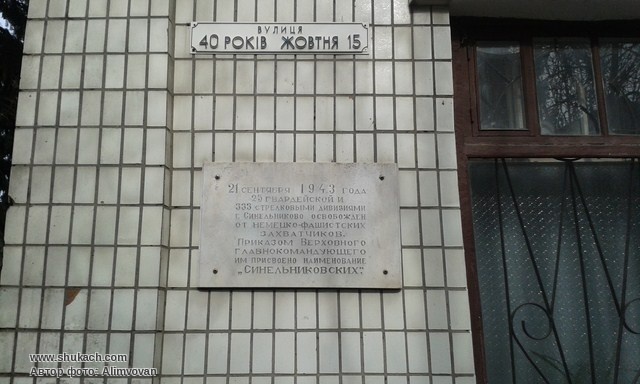 ВУЛИЦЯ
40 РОКІВ ЖОВТНЯ 15
21 СЕНТЯБРЯ 1943 ГОДА
25 ГВАРДЕЙСКОЙ И
333 СТРЕЛКОВЫМИ ДИВИЗИЯМИ
Г. СИНЕЛЬНИКОВО ОСВОБОЖДЕН
ОТ НЕМЕЦКО-ФАШИСТСКИХ
ЗАХВАТЧИКОВ.
ПРИКАЗОМ ВЕРХОВНОГО
ГЛАВНОКОМАНДУЮЩЕГО
ИМ ПРИСВОЕНО НАИМЕНОВАНИЕ
„СИНЕЛЬНИКОВСКИХ".
www.shukach.com
Автор фото: Alimvovan